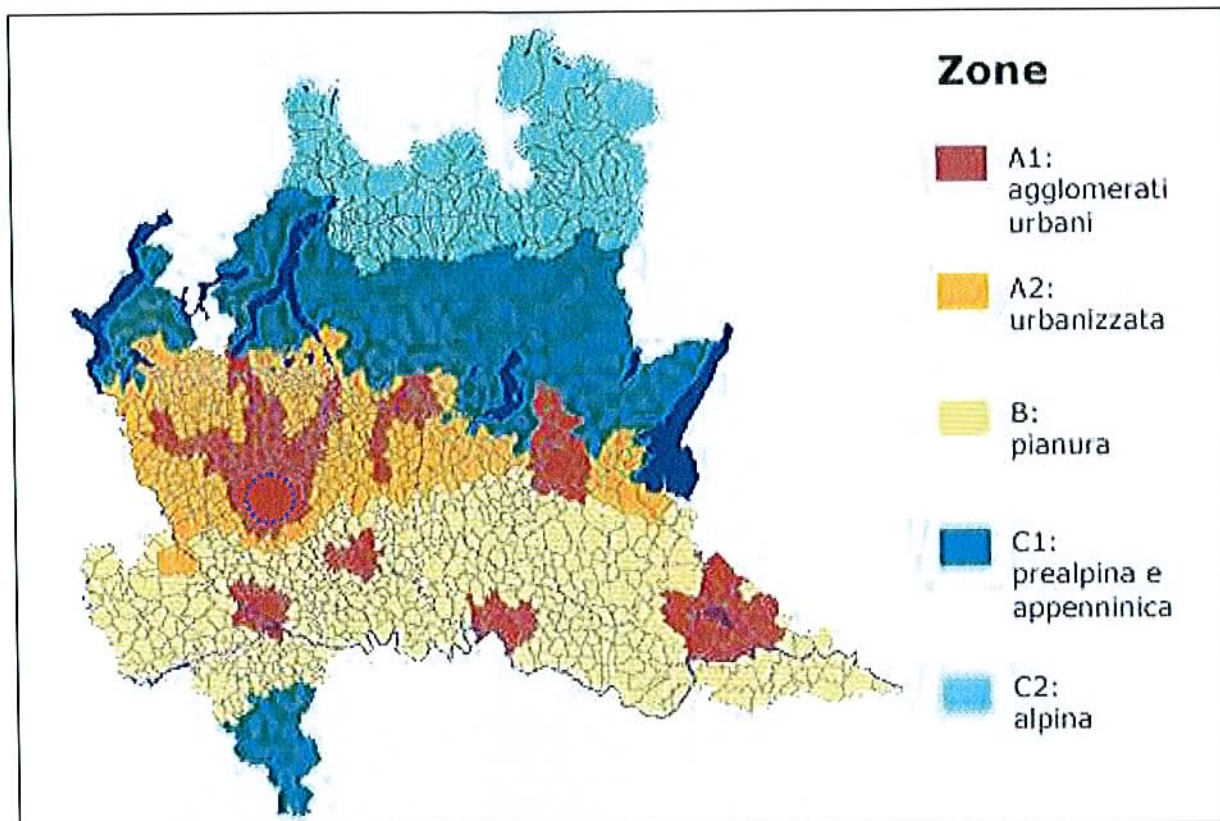 Zone
A1:
agglomerati
urbani
A2:
urbanizzata
B:
pianura
C1:
prealpina e
appenninica
C2:
alpina